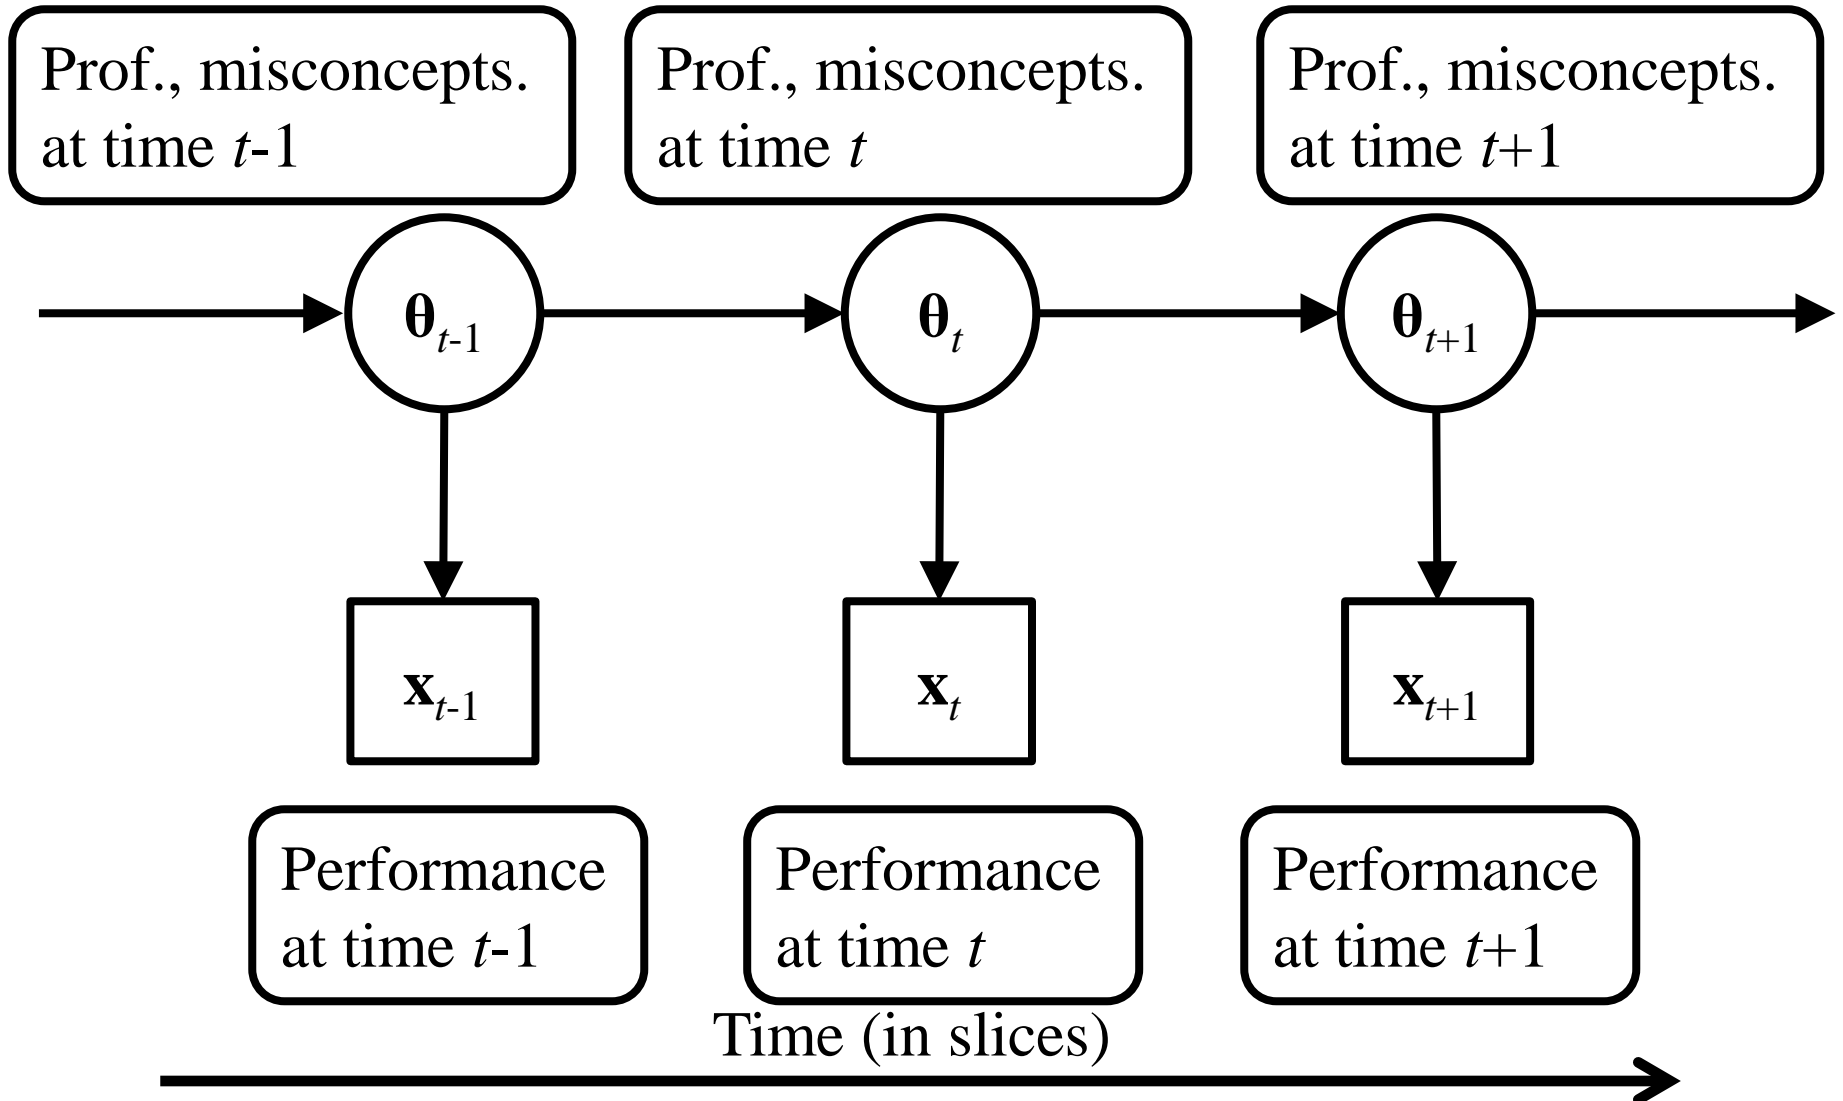 Prof., misconcepts.
at time t-1
Prof., misconcepts.
at time t
Prof., misconcepts.
at time t+1
θt-1
θt
θt+1
xt-1
xt
xt+1
Performance
at time t-1
Performance
at time t
Performance
at time t+1
Time (in slices)